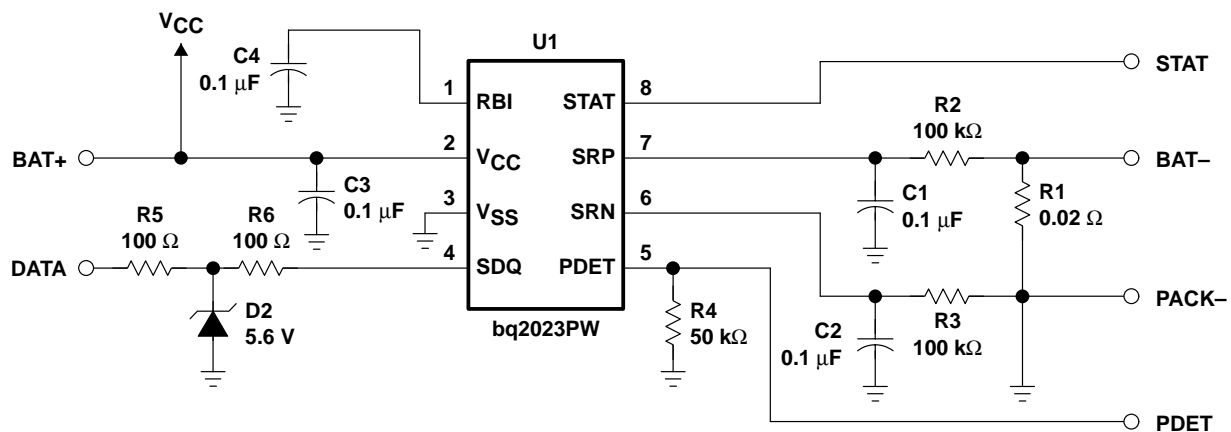 VCC
C4
0.1 μF
U1
1 RBI
STAT 8
STAT
R2
100 kΩ
BAT+
2 VCC
SRP 7
BAT–
C3
0.1 μF
3 VSS
SRN 6
C1
0.1 μF
R1
0.02 Ω
R5
100 Ω
R6
100 Ω
DATA
4 SDQ
PDET 5
PACK–
D2
5.6 V
bq2023PW
R4
50 kΩ
C2
0.1 μF
R3
100 kΩ
PDET